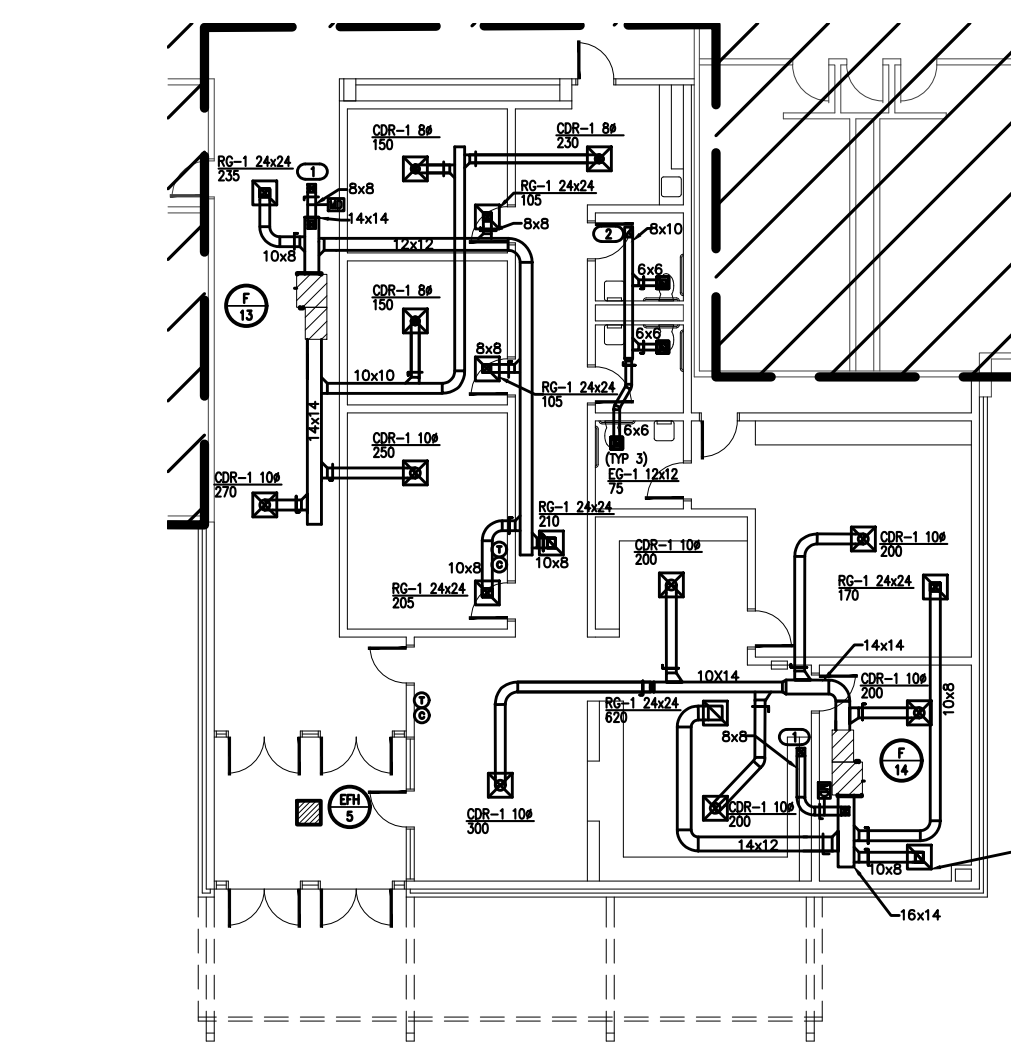 CDR-1 8ø
150
CDR-1 8ø
230
RG-1 24x24
235
1
8x8
MD
14x14
RG-1 24x24
105
8x8
10x8
12x12
2
8x10
6x6
F
13
CDR-1 8ø
150
6x6
8x8
10x10
RG-1 24x24
105
14x14
6x6
CDR-1 10ø
250
(TYP 3)
EG-1 12x12
75
CDR-1 10ø
270
RG-1 24x24
210
T
C
10x8
10x8
CDR-1 10ø
200
CDR-1 10ø
200
RG-1 24x24
205
RG-1 24x24
170
14x14
10X14
CDR-1 10ø
200
10x8
T
C
RG-1 24x24
620
8x8
1
F
14
MD
EFH
5
CDR-1 10ø
300
CDR-1 10ø
200
14x12
10x8
16x14